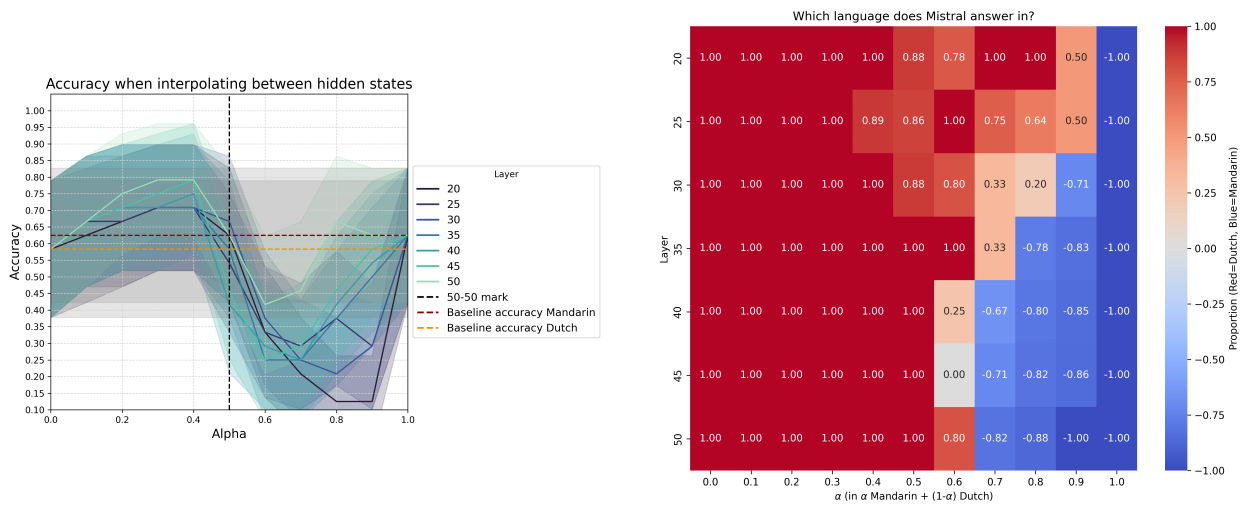 Accuracy when interpolating between hidden states
1.00
0.95
0.90
0.85
0.80
0.75
0.70
0.65
0.60
0.55
0.50
0.45
0.40
0.35
0.30
0.25
0.20
0.15
0.10
Accuracy
0.0 0.2 0.4 0.6 0.8 1.0
Alpha
Layer
20
25
30
35
40
45
50
50-50 mark
Baseline accuracy Mandarin
Baseline accuracy Dutch
Which language does Mistral answer in?
20 1.00 1.00 1.00 1.00 1.00 0.88 0.78 1.00 1.00 0.50 -1.00
25 1.00 1.00 1.00 1.00 0.89 0.86 1.00 0.75 0.64 0.50 -1.00
30 1.00 1.00 1.00 1.00 1.00 0.88 0.80 0.33 0.20 -0.71 -1.00
35 1.00 1.00 1.00 1.00 1.00 1.00 1.00 0.33 -0.78 -0.83 -1.00
40 1.00 1.00 1.00 1.00 1.00 1.00 0.25 -0.67 -0.80 -0.85 -1.00
45 1.00 1.00 1.00 1.00 1.00 1.00 0.00 -0.71 -0.82 -0.86 -1.00
50 1.00 1.00 1.00 1.00 1.00 1.00 0.80 -0.82 -0.88 -1.00 -1.00
Layer
0.0 0.1 0.2 0.3 0.4 0.5 0.6 0.7 0.8 0.9 1.0
α (in α Mandarin + (1-α) Dutch)
1.00
0.75
0.50
0.25
0.00
−0.25
−0.50
−0.75
−1.00
Proportion (Red=Dutch, Blue=Mandarin)